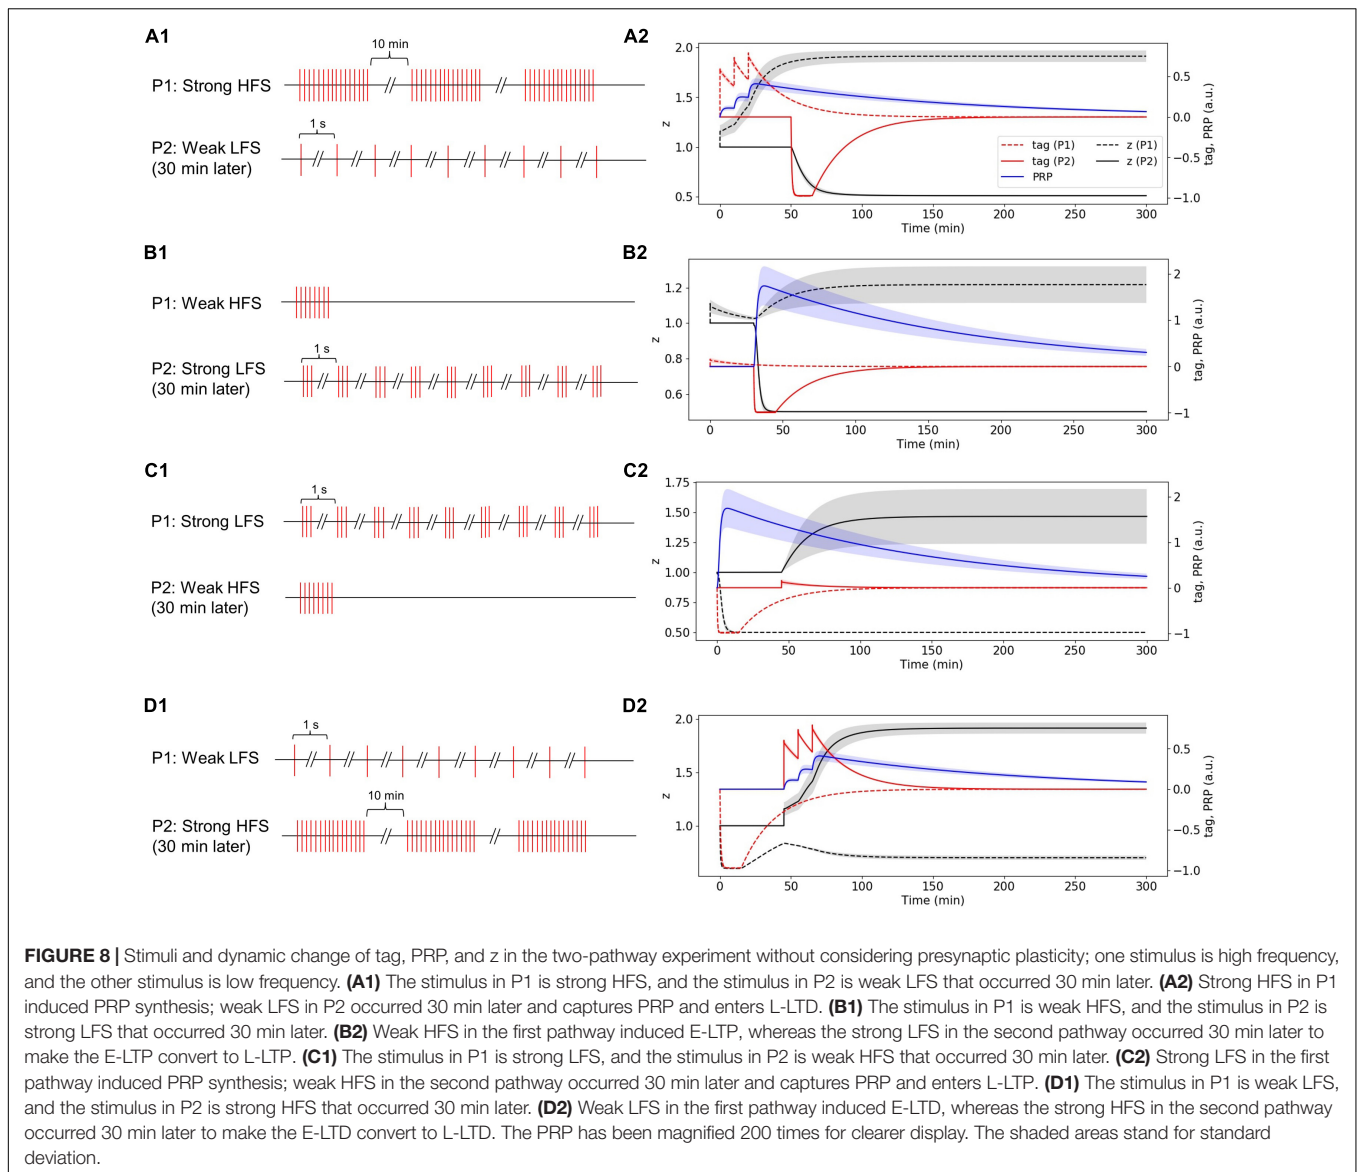 A1
10 min
P1: Strong HFS
1 s
P2: Weak LFS
(30 min later)
A2
2.0
1.5
1.0
0.5
z
0.5
0.0
−0.5
−1.0
tag, PRP (a.u.)
tag (P1)
tag (P2)
PRP
z (P1)
z (P2)
0 50 100 150 200 250 300
Time (min)
B1
P1: Weak HFS
1 s
P2: Strong LFS
(30 min later)
B2
1.2
1.0
0.8
0.6
z
2
1
0
−1
tag, PRP (a.u.)
0 50 100 150 200 250 300
Time (min)
C1
1 s
P1: Strong LFS
P2: Weak HFS
(30 min later)
C2
1.75
1.50
1.25
1.00
0.75
0.50
z
2
1
0
−1
tag, PRP (a.u.)
0 50 100 150 200 250 300
Time (min)
D1
1 s
P1: Weak LFS
10 min
P2: Strong HFS
(30 min later)
D2
2.0
1.5
1.0
z
0.5
0.0
−0.5
−1.0
tag, PRP (a.u.)
0 50 100 150 200 250 300
Time (min)
FIGURE 8 | Stimuli and dynamic change of tag, PRP, and z in the two-pathway experiment without considering presynaptic plasticity; one stimulus is high frequency,
and the other stimulus is low frequency. (A1) The stimulus in P1 is strong HFS, and the stimulus in P2 is weak LFS that occurred 30 min later. (A2) Strong HFS in P1
induced PRP synthesis; weak LFS in P2 occurred 30 min later and captures PRP and enters L-LTD. (B1) The stimulus in P1 is weak HFS, and the stimulus in P2 is
strong LFS that occurred 30 min later. (B2) Weak HFS in the first pathway induced E-LTP, whereas the strong LFS in the second pathway occurred 30 min later to
make the E-LTP convert to L-LTP. (C1) The stimulus in P1 is strong LFS, and the stimulus in P2 is weak HFS that occurred 30 min later. (C2) Strong LFS in the first
pathway induced PRP synthesis; weak HFS in the second pathway occurred 30 min later and captures PRP and enters L-LTP. (D1) The stimulus in P1 is weak LFS,
and the stimulus in P2 is strong HFS that occurred 30 min later. (D2) Weak LFS in the first pathway induced E-LTD, whereas the strong HFS in the second pathway
occurred 30 min later to make the E-LTD convert to L-LTD. The PRP has been magnified 200 times for clearer display. The shaded areas stand for standard
deviation.